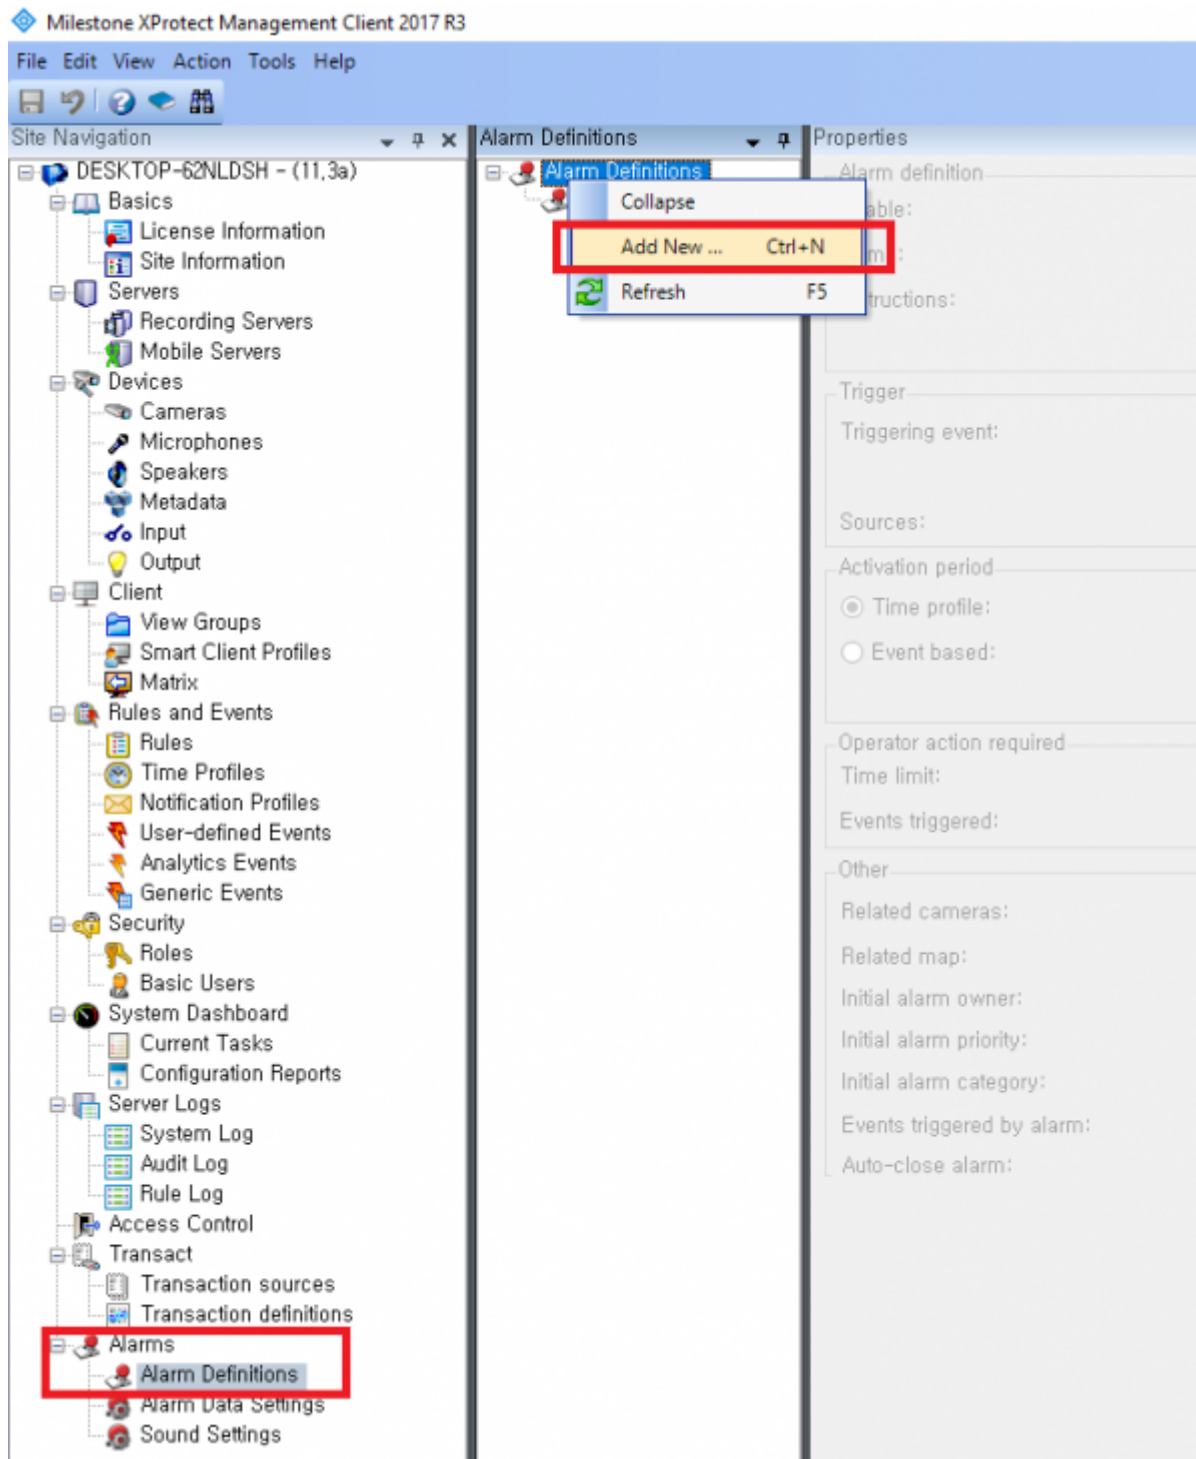 Milestone XProtect Management Client 2017 R3
File Edit View Action Tools Help
Site Navigation
DESKTOP-62NLDSH - (11,3a)
Basics
License Information
Site Information
Servers
Recording Servers
Mobile Servers
Devices
Cameras
Microphones
Speakers
Metadata
Input
Output
Client
View Groups
Smart Client Profiles
Matrix
Rules and Events
Rules
Time Profiles
Notification Profiles
User-defined Events
Analytics Events
Generic Events
Security
Roles
Basic Users
System Dashboard
Current Tasks
Configuration Reports
Server Logs
System Log
Audit Log
Rule Log
Access Control
Transact
Transaction sources
Transaction definitions
Alarms
Alarm Definitions
Alarm Data Settings
Sound Settings
Alarm Definitions
Alarm Definitions
Collapse
Add New ... Ctrl+N
Refresh F5
Properties
Alarm definition
Trigger
Triggering event:
Sources:
Activation period
Time profile:
Event based:
Operator action required
Time limit:
Events triggered:
Other
Related cameras:
Related map:
Initial alarm owner:
Initial alarm priority:
Initial alarm category:
Events triggered by alarm:
Auto-close alarm: